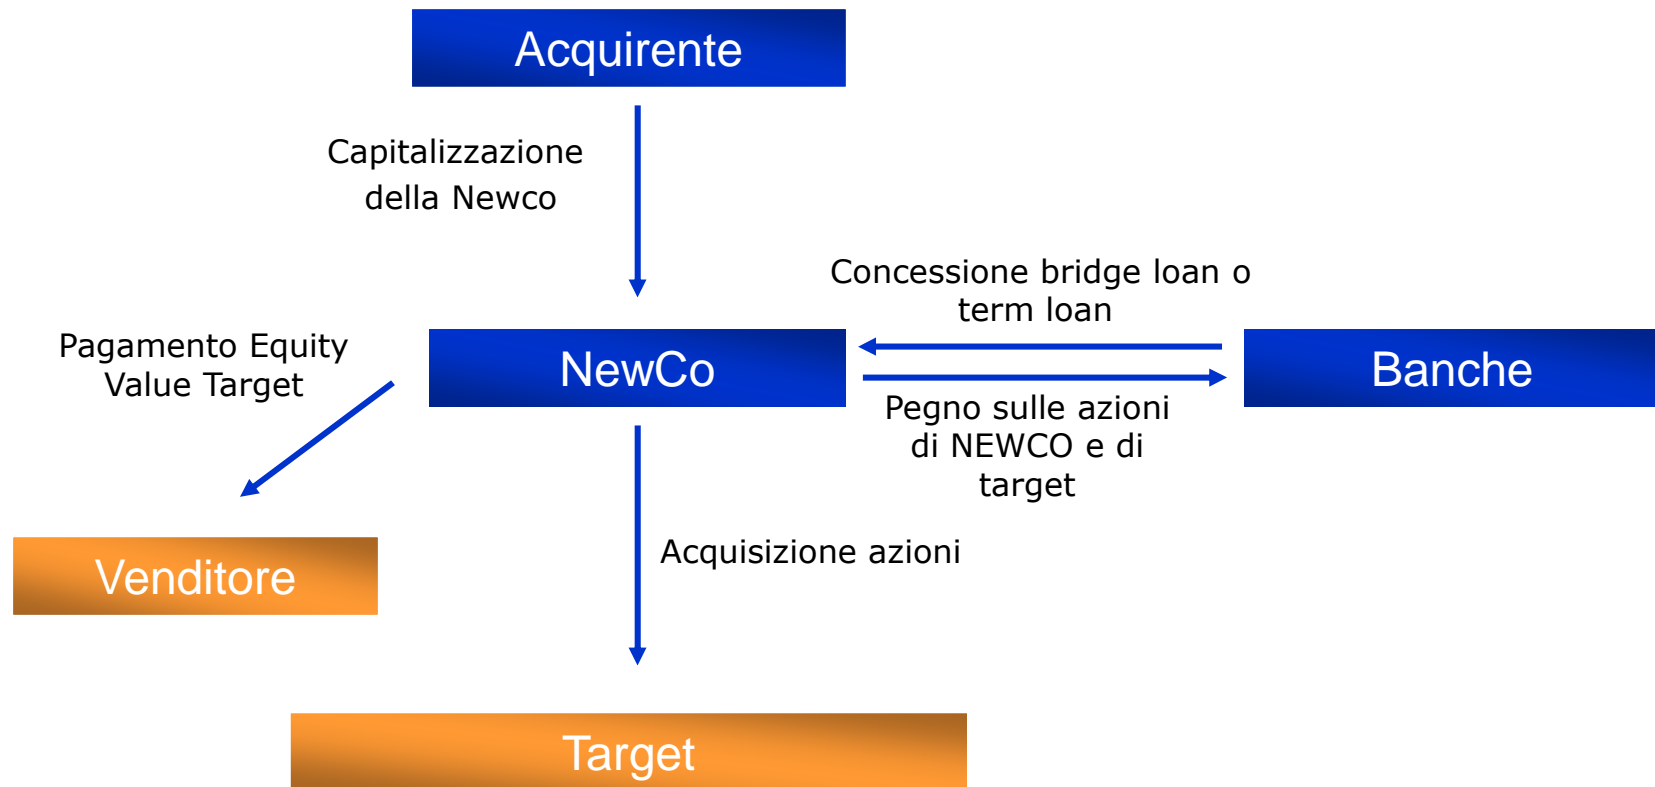 Acquirente
Capitalizzazione
della Newco
Concessione bridge loan o
term loan
Pagamento Equity
Value Target
NewCo
Banche
Pegno sulle azioni
di NEWCO e di
target
Venditore
Acquisizione azioni
Target